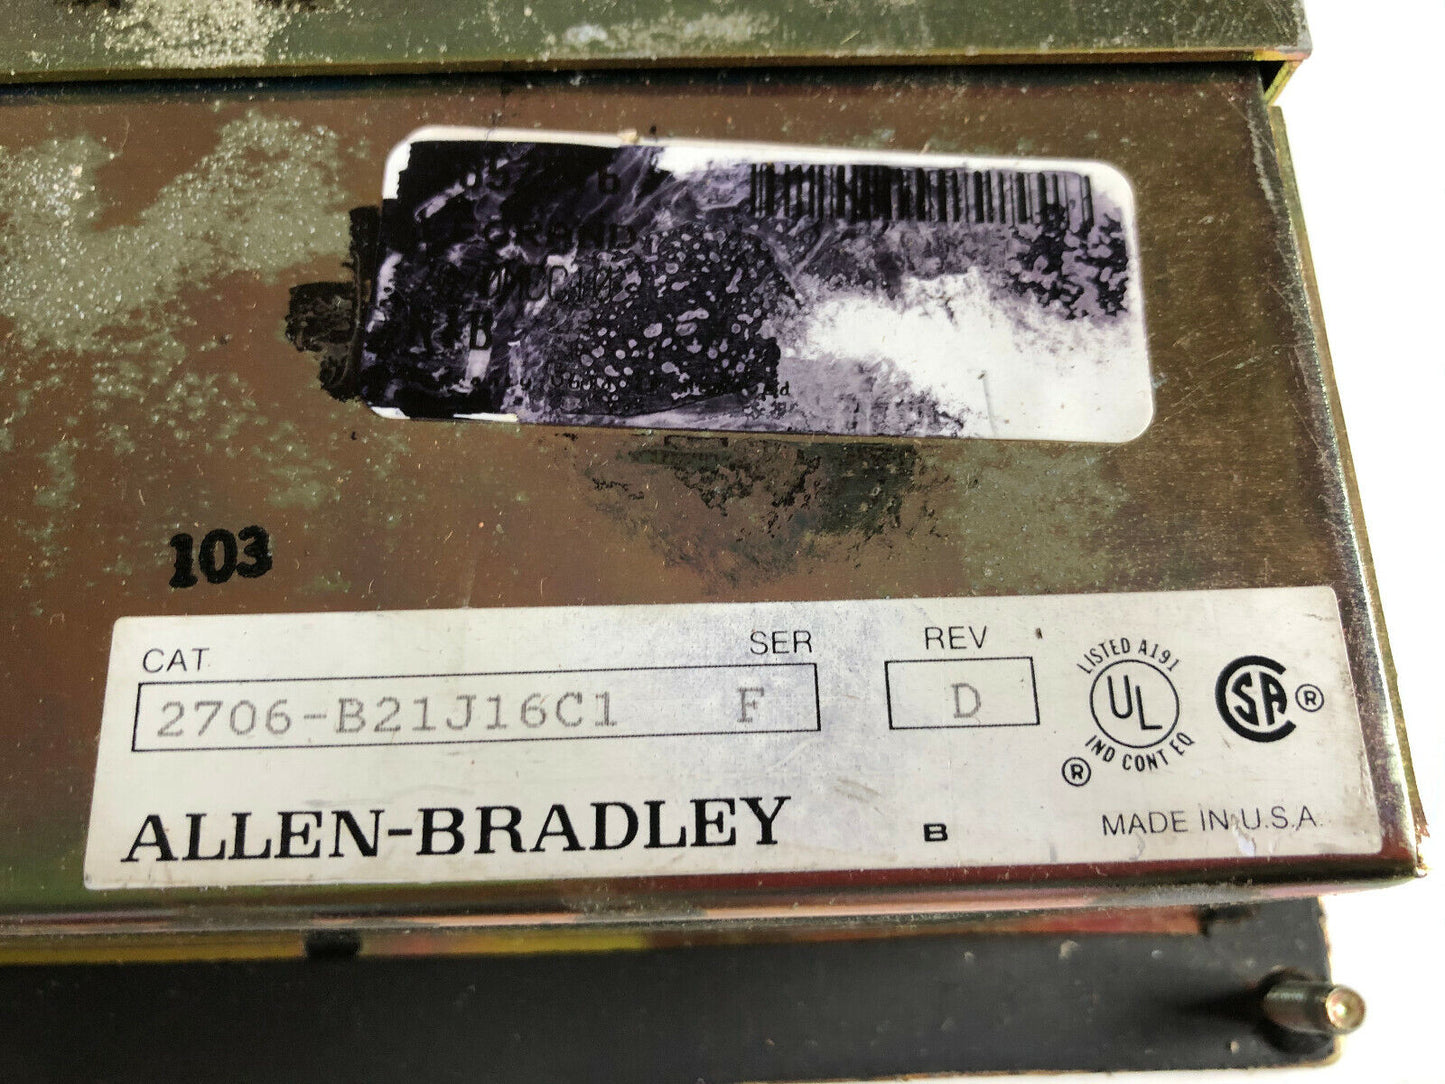 103
CAT. SER REV
2706-B21J16C1 F D
LISTED A191
UL
IND CONT EQ
®
SA ®
ALLEN-BRADLEY B MADE IN U.S.A.